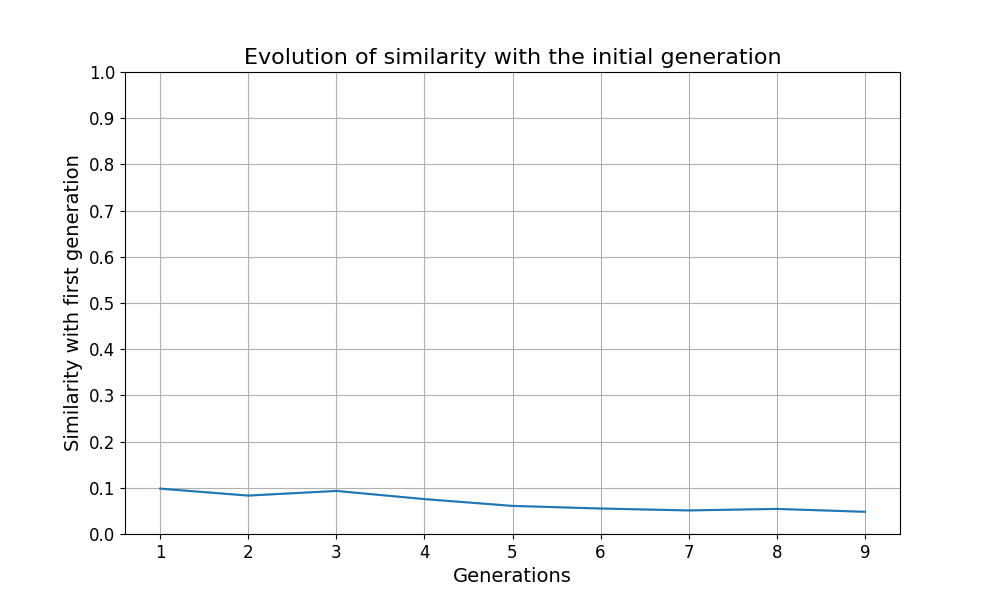 Evolution of similarity with the initial generation
1.0
0.9
0.8
0.7
0.6
0.5
0.4
0.3
0.2
0.1
0.0
Similarity with first generation
1 2 3 4 5 6 7 8 9
Generations